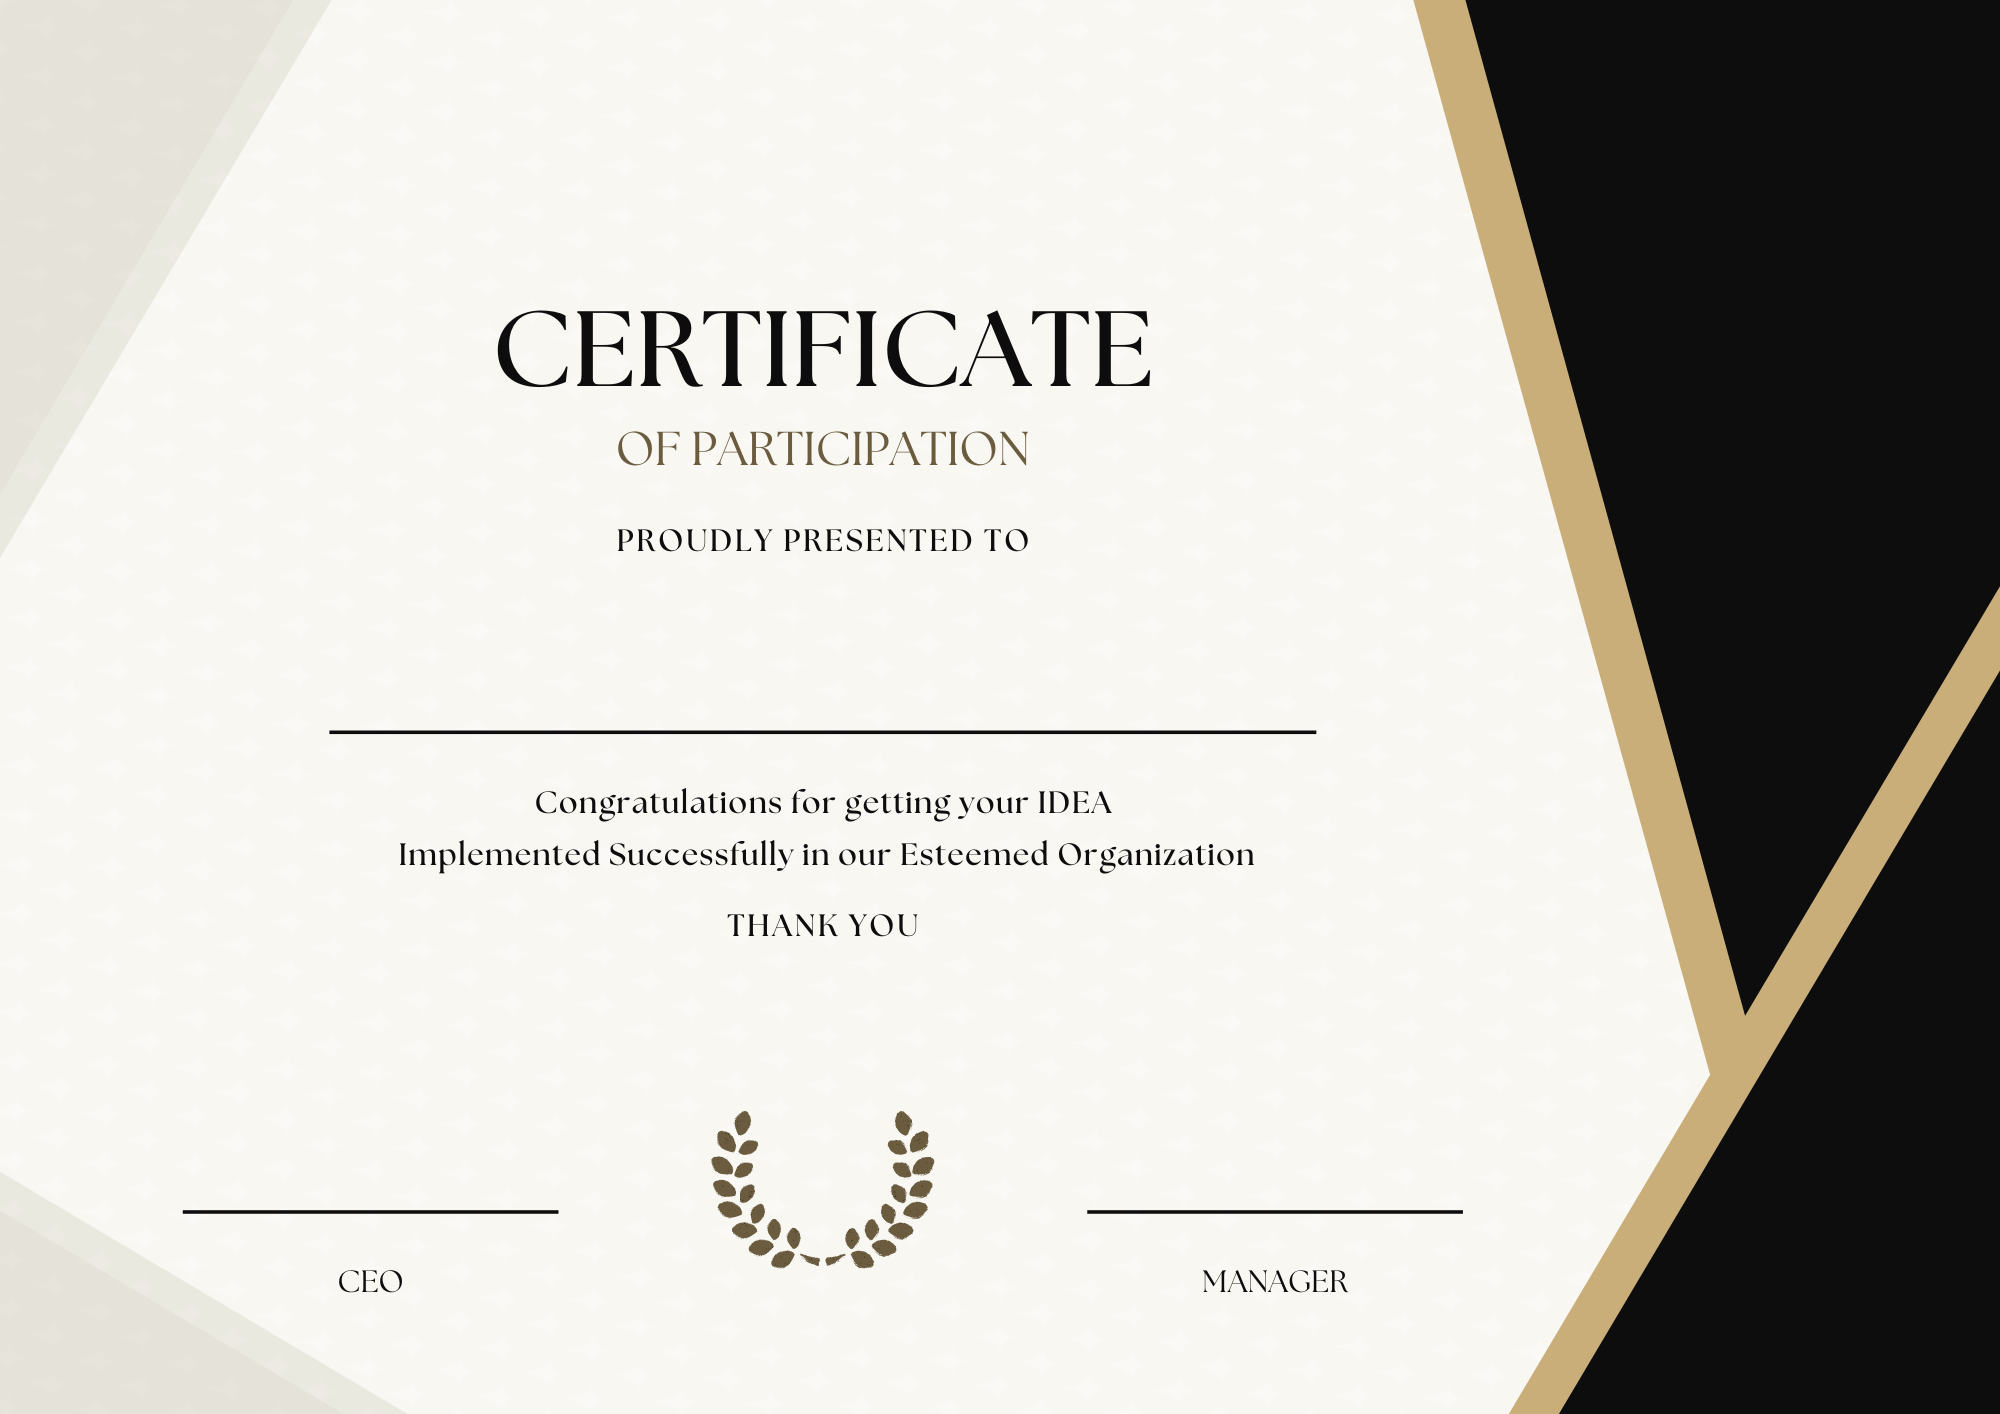 CERTIFICATE
OF PARTICIPATION
PROUDLY PRESENTED TO
Congratulations for getting your IDEA
Implemented Successfully in our Esteemed Organization
THANK YOU
CEO
MANAGER